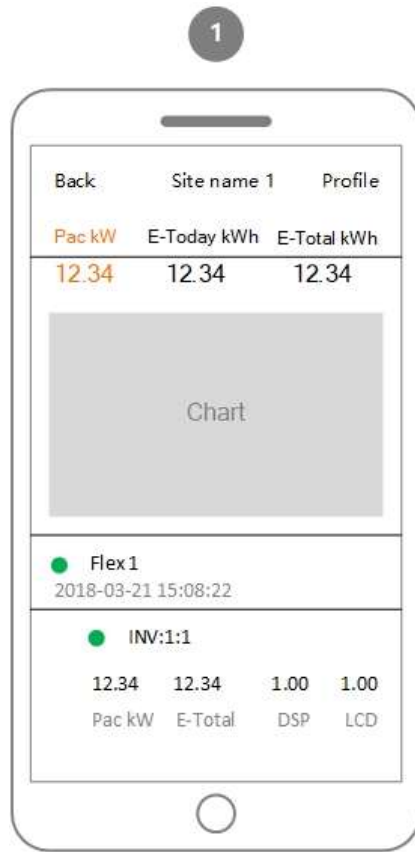 1
Back Site name 1 Profile
Pac kW E-Today kWh E-Total kWh
12.34 12.34 12.34
Chart
Flex 1
2018-03-21 15:08:22
INV:1:1
12.34 12.34 1.00 1.00
Pac kW E-Total DSP LCD